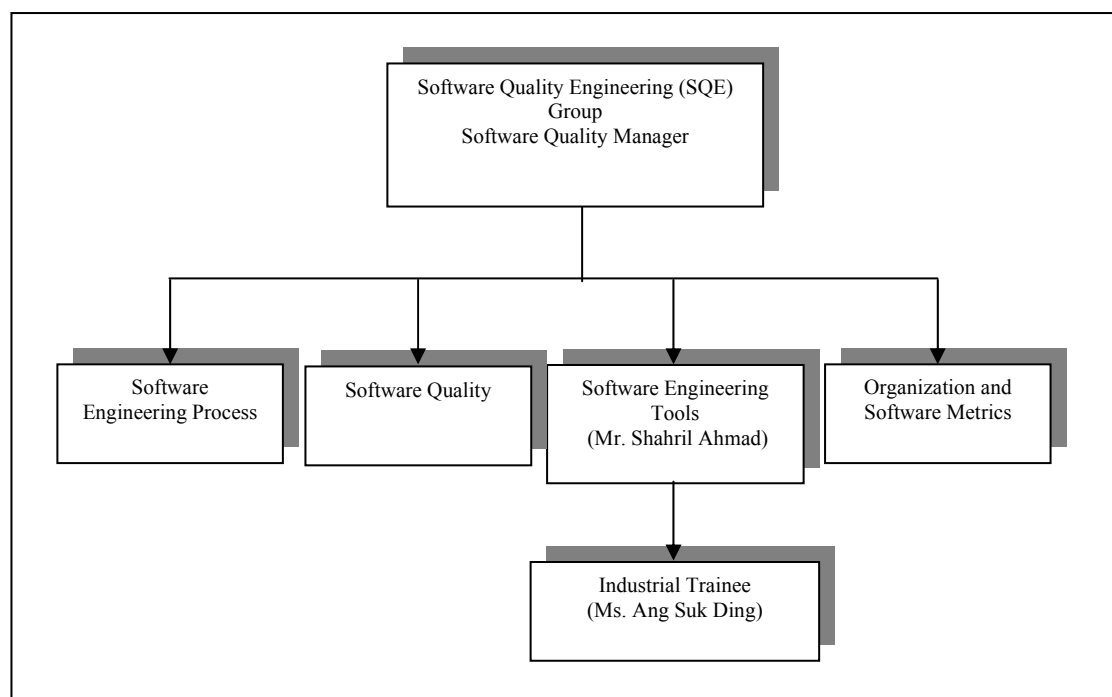 Software Quality Engineering (SQE)
Group
Software Quality Manager
Software
Engineering Process
Software Quality
Software Engineering
Tools
(Mr. Shahril Ahmad)
Organization and
Software Metrics
Industrial Trainee
(Ms. Ang Suk Ding)